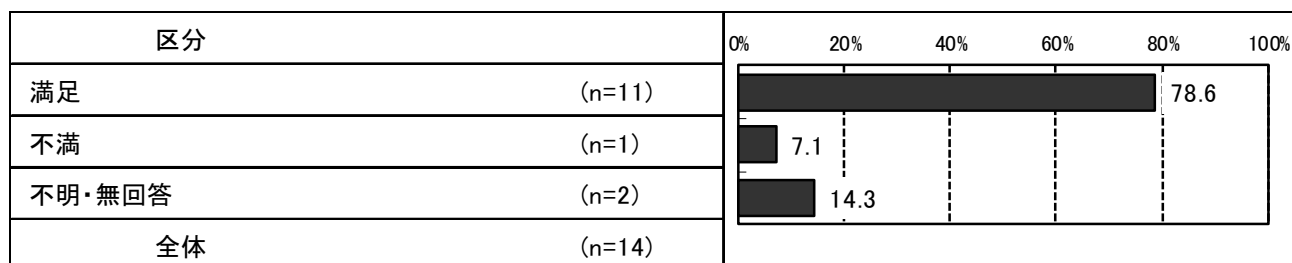 区分 0% 20% 40% 60% 80% 100%
満足 (n=11) 78.6
不満 (n=1) 7.1
不明・無回答 (n=2) 14.3
全体 (n=14)